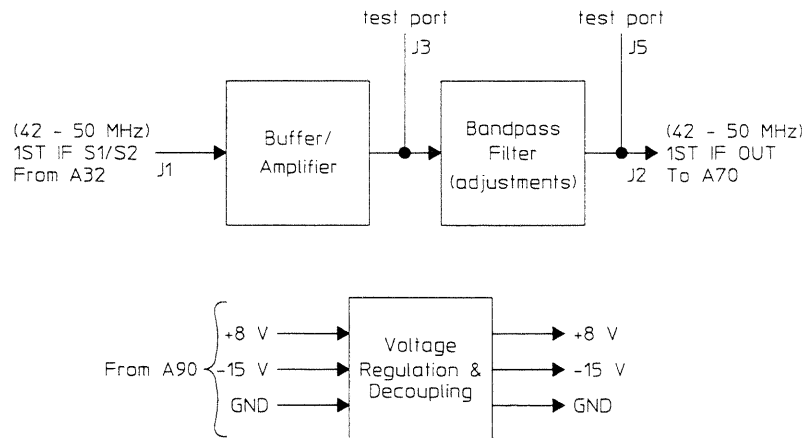 test port
J3
test port
J5
(42 - 50 MHz)
1ST IF S1/S2
From A32
J1
Buffer/
Amplifier
Bandpass
Filter
(adjustments)
J2
(42 - 50 MHz)
1ST IF OUT
To A70
From A90
+8 V
-15 V
GND
Voltage
Regulation &
Decoupling
+8 V
-15 V
GND